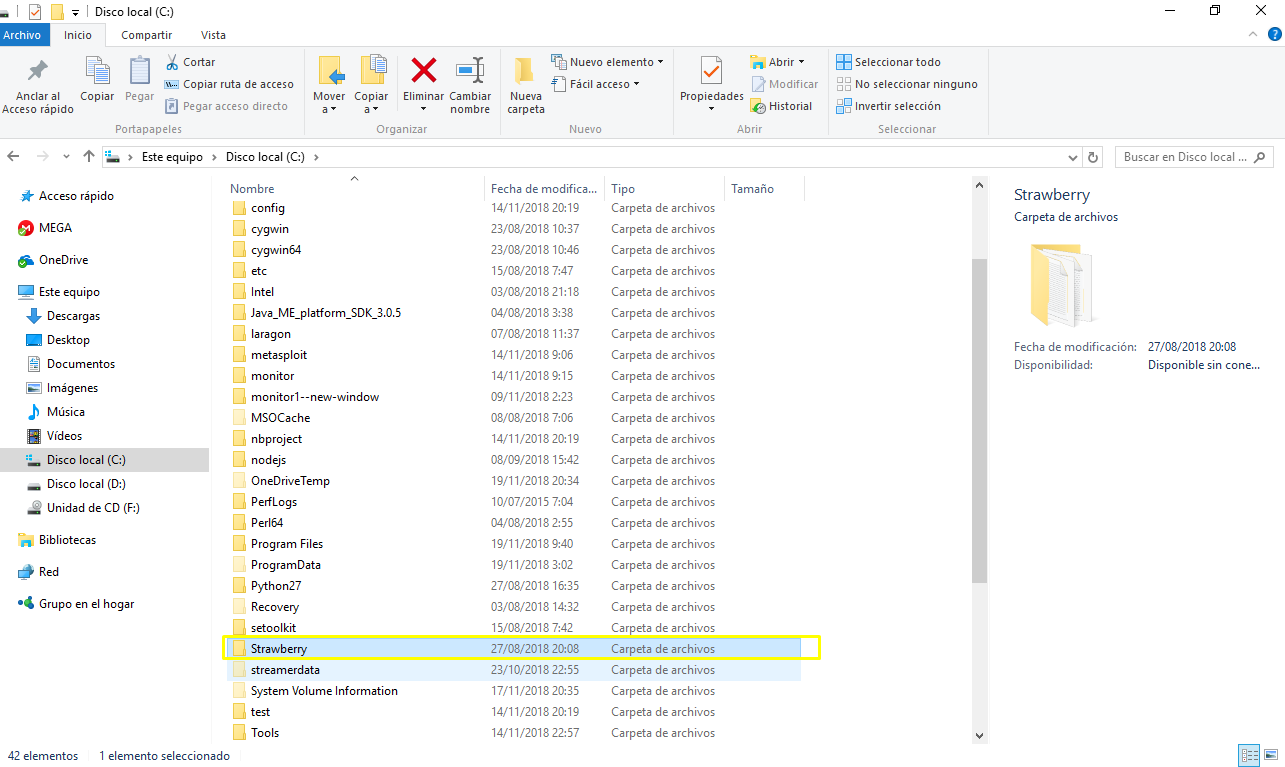 Disco local (C:)
Archivo Inicio Compartir Vista
Anclar al Acceso rápido
Copiar
Pegar
Cortar
Copiar ruta de acceso
Pegar acceso directo
Portapapeles
Mover a
Copiar a
Eliminar
Cambiar nombre
Organizar
Nueva carpeta
Nuevo elemento
Fácil acceso
Nuevo
Propiedades
Abrir
Modificar
Historial
Abrir
Seleccionar todo
No seleccionar ninguno
Invertir selección
Seleccionar
Este equipo > Disco local (C:) >
Buscar en Disco local ...
Acceso rápido
MEGA
OneDrive
Este equipo
Descargas
Desktop
Documentos
Imágenes
Música
Vídeos
Disco local (C:)
Disco local (D:)
Unidad de CD (F:)
Bibliotecas
Red
Grupo en el hogar
Nombre Fecha de modifica... Tipo Tamaño
config 14/11/2018 20:19 Carpeta de archivos
cygwin 23/08/2018 10:37 Carpeta de archivos
cygwin64 23/08/2018 10:46 Carpeta de archivos
etc 15/08/2018 7:47 Carpeta de archivos
Intel 03/08/2018 21:18 Carpeta de archivos
Java_ME_platform_SDK_3.0.5 04/08/2018 3:38 Carpeta de archivos
laragon 07/08/2018 11:37 Carpeta de archivos
metasploit 14/11/2018 9:06 Carpeta de archivos
monitor 14/11/2018 9:15 Carpeta de archivos
monitor1--new-window 09/11/2018 2:23 Carpeta de archivos
MSOCache 08/08/2018 7:06 Carpeta de archivos
nbproject 14/11/2018 20:19 Carpeta de archivos
nodejs 08/09/2018 15:42 Carpeta de archivos
OneDriveTemp 19/11/2018 20:34 Carpeta de archivos
PerfLogs 10/07/2015 7:04 Carpeta de archivos
Perl64 04/08/2018 2:55 Carpeta de archivos
Program Files 19/11/2018 9:40 Carpeta de archivos
ProgramData 19/11/2018 3:02 Carpeta de archivos
Python27 27/08/2018 16:35 Carpeta de archivos
Recovery 03/08/2018 14:32 Carpeta de archivos
setoolkit 15/08/2018 7:42 Carpeta de archivos
Strawberry 27/08/2018 20:08 Carpeta de archivos
streamerdata 23/10/2018 22:55 Carpeta de archivos
System Volume Information 17/11/2018 20:35 Carpeta de archivos
test 14/11/2018 20:19 Carpeta de archivos
Tools 14/11/2018 22:57 Carpeta de archivos
Strawberry
Carpeta de archivos
Fecha de modificación: 27/08/2018 20:08
Disponibilidad: Disponible sin cone...
42 elementos 1 elemento seleccionado